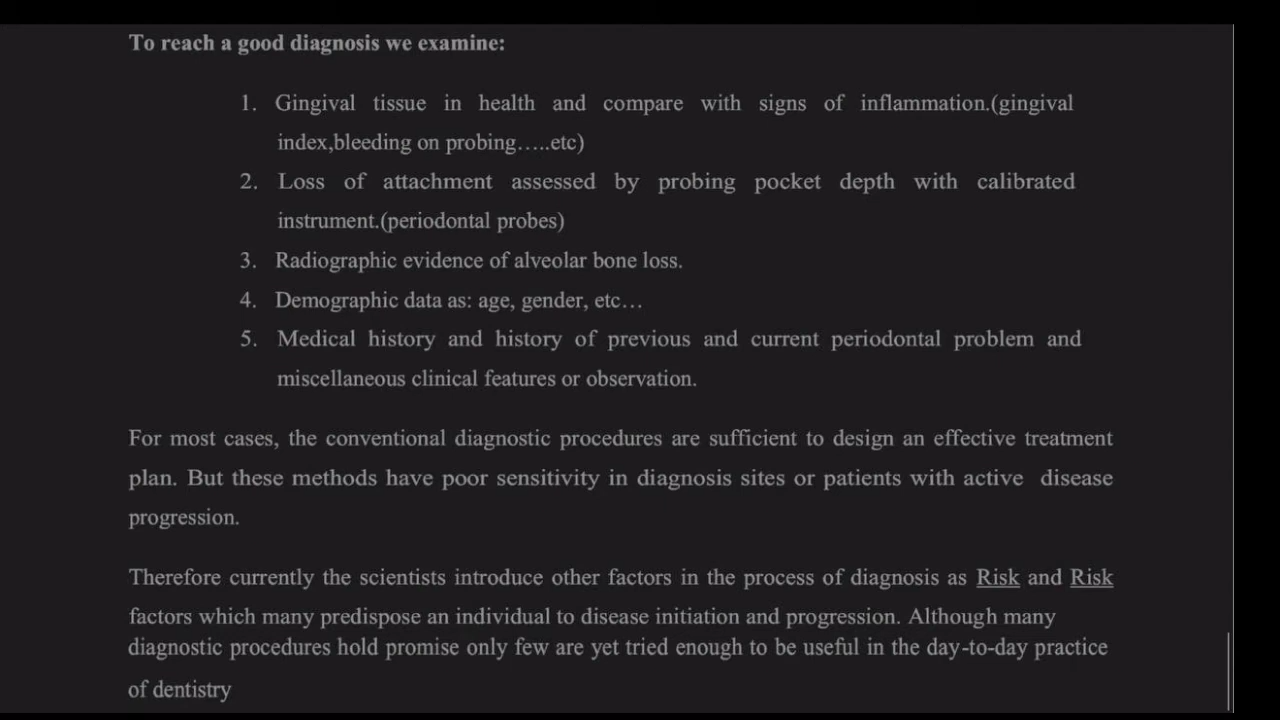 To reach a good diagnosis we examine:
1. Gingival tissue in health and compare with signs of inflammation.(gingival
index,bleeding on probing…..etc)
2. Loss of attachment assessed by probing pocket depth with calibrated
instrument.(periodontal probes)
3. Radiographic evidence of alveolar bone loss.
4. Demographic data as: age, gender, etc…
5. Medical history and history of previous and current periodontal problem and
miscellaneous clinical features or observation.
For most cases, the conventional diagnostic procedures are sufficient to design an effective treatment
plan. But these methods have poor sensitivity in diagnosis sites or patients with active disease
progression.
Therefore currently the scientists introduce other factors in the process of diagnosis as Risk and Risk
factors which many predispose an individual to disease initiation and progression. Although many
diagnostic procedures hold promise only few are yet tried enough to be useful in the day-to-day practice
of dentistry